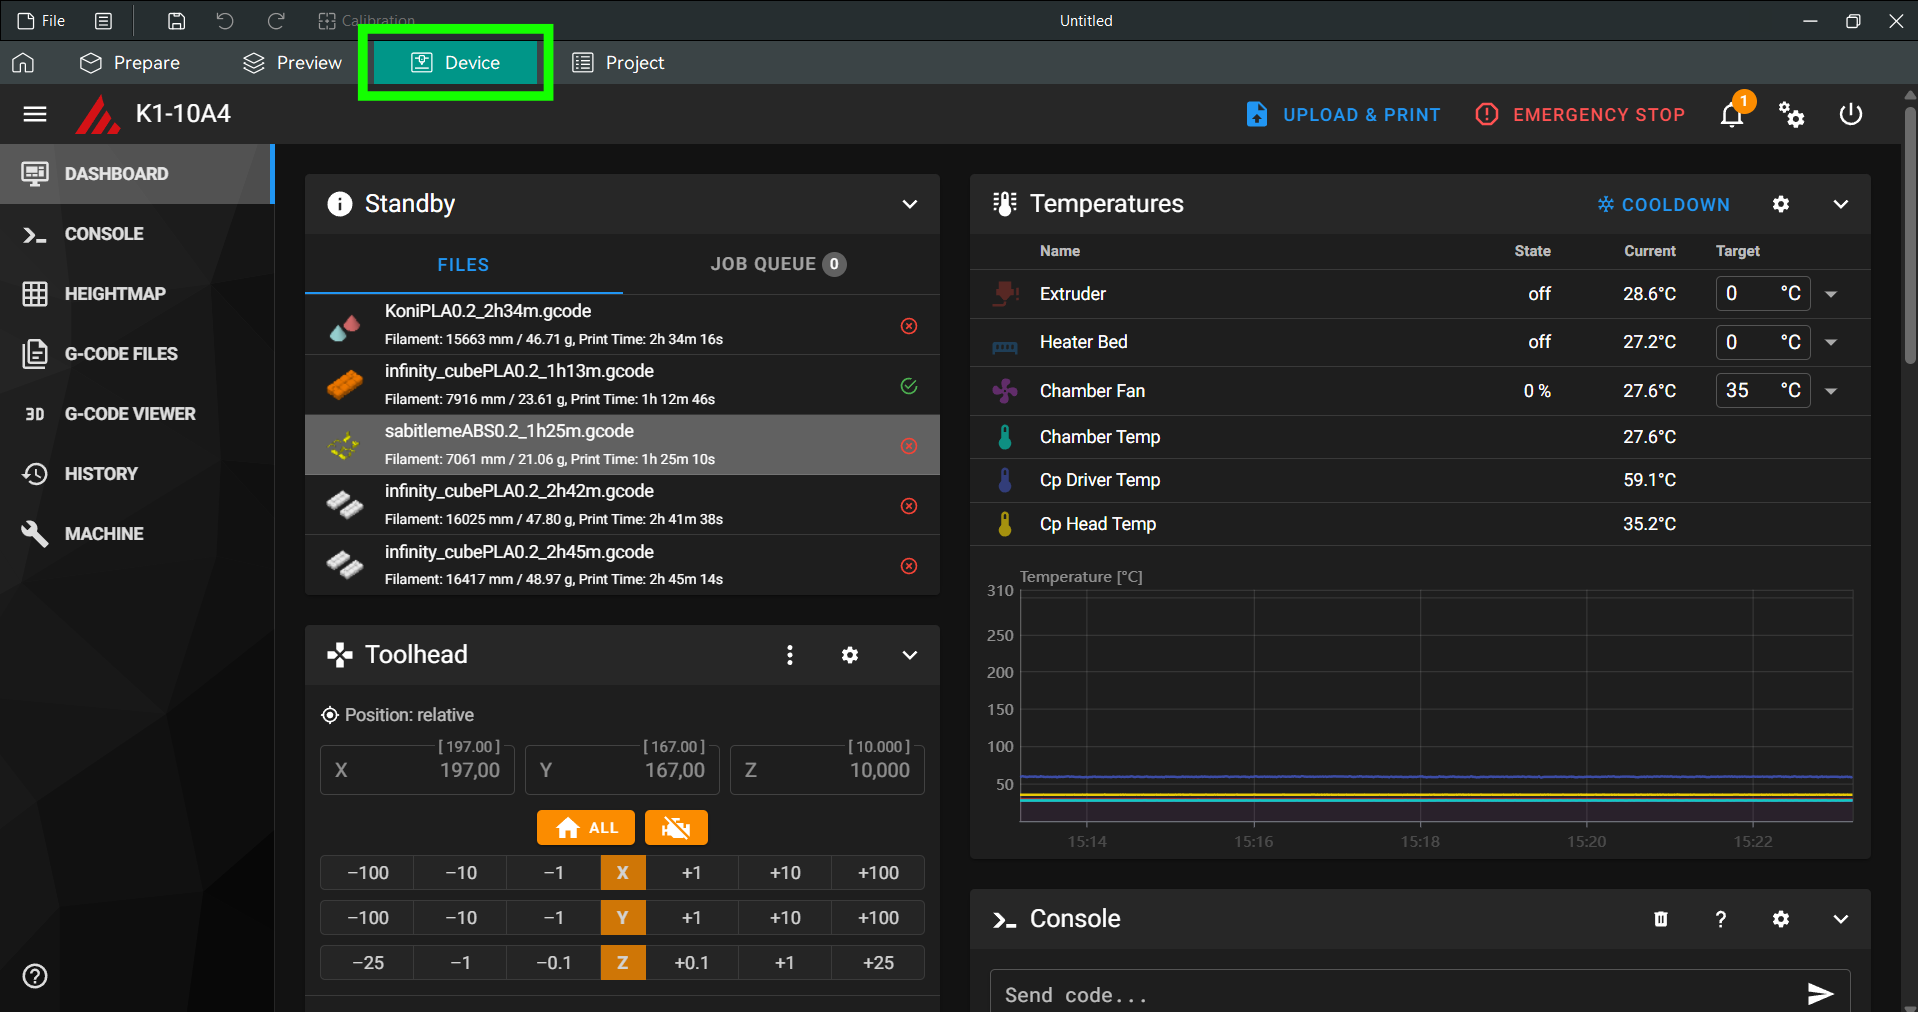 File
Calibration
Untitled
Prepare
Preview
Device
Project
K1-10A4
UPLOAD & PRINT
EMERGENCY STOP
1
DASHBOARD
CONSOLE
HEIGHTMAP
G-CODE FILES
3D G-CODE VIEWER
HISTORY
MACHINE
Standby
FILES
JOB QUEUE 0
KoniPLA0.2_2h34m.gcode
Filament: 15663 mm / 46.71 g, Print Time: 2h 34m 16s
infinity_cubePLA0.2_1h13m.gcode
Filament: 7916 mm / 23.61 g, Print Time: 1h 12m 46s
sabitlemeABS0.2_1h25m.gcode
Filament: 7061 mm / 21.06 g, Print Time: 1h 25m 10s
infinity_cubePLA0.2_2h42m.gcode
Filament: 16025 mm / 47.80 g, Print Time: 2h 41m 38s
infinity_cubePLA0.2_2h45m.gcode
Filament: 16417 mm / 48.97 g, Print Time: 2h 45m 14s
Toolhead
Position: relative
[ 197.00 ] [ 167.00 ] [ 10.000 ]
X 197,00 Y 167,00 Z 10,000
ALL
−100 −10 −1 X +1 +10 +100
−100 −10 −1 Y +1 +10 +100
−25 −1 −0.1 Z +0.1 +1 +25
Temperatures
COOLDOWN
Name State Current Target
Extruder off 28.6°C 0 °C
Heater Bed off 27.2°C 0 °C
Chamber Fan 0 % 27.6°C 35 °C
Chamber Temp 27.6°C
Cp Driver Temp 59.1°C
Cp Head Temp 35.2°C
Temperature [°C]
310
250
200
150
100
50
15:14 15:16 15:18 15:20 15:22
Console
?
Send code...